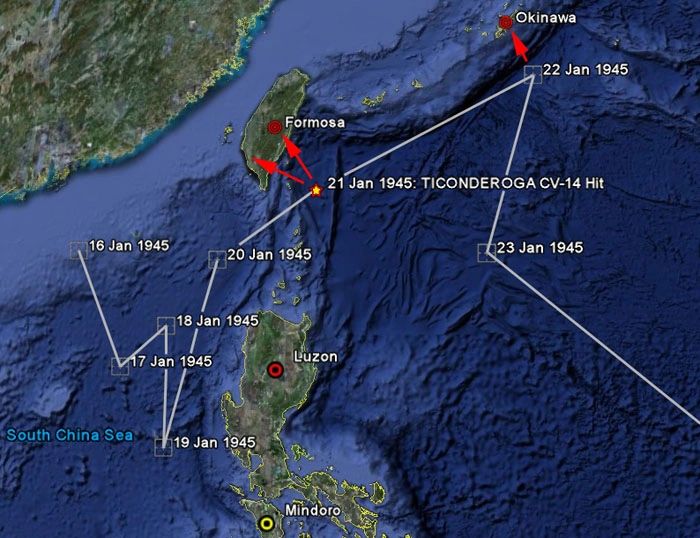 Okinawa
22 Jan 1945
Formosa
21 Jan 1945: TICONDEROGA CV-14 Hit
16 Jan 1945
20 Jan 1945
23 Jan 1945
18 Jan 1945
17 Jan 1945
Luzon
South China Sea
19 Jan 1945
Mindoro